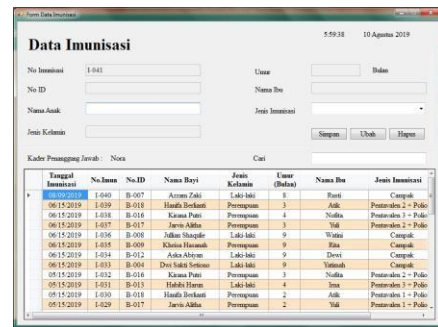 Form Data Imunisasi
Data Imunisasi
5:59:38 10 Agustus 2019
No Imunisasi I-041 Umur Bulan
No ID Nama Ibu
Nama Anak Jenis Imunisasi
Jenis Kelamin Simpan Ubah Hapus
Kader Penanggung Jawab : Nora Cari
Tanggal Imunisasi No.Imun No.ID Nama Bayi Jenis Kelamin Umur (Bulan) Nama Ibu Jenis Imunisasi
08/09/2019 I-040 B-007 Azzam Zaki Laki-laki 8 Rusti Campak
06/15/2019 I-039 B-018 Hanifa Berlianti Perempuan 3 Atik Pentavalen 2 + Polio
06/15/2019 I-038 B-016 Kirana Putri Perempuan 4 Nofita Pentavalen 3 + Polio
06/15/2019 I-037 B-017 Jarvis Alitha Perempuan 3 Yuli Pentavalen 2 + Polio
06/15/2019 I-036 B-008 Julian Shaquile Laki-laki 9 Watini Campak
06/15/2019 I-035 B-009 Kheisa Hasanah Perempuan 9 Rita Campak
06/15/2019 I-034 B-012 Aska Abiyan Laki-laki 9 Dewi Campak
06/15/2019 I-033 B-004 Dwi Sakti Setioso Laki-laki 9 Yatinah Campak
05/15/2019 I-032 B-016 Kirana Putri Perempuan 3 Nofita Pentavalen 2 + Polio
05/15/2019 I-031 B-013 Habibi Harun Laki-laki 4 Irna Pentavalen 3 + Polio
05/15/2019 I-030 B-018 Hanifa Berlianti Perempuan 2 Atik Pentavalen 1 + Polio
05/15/2019 I-029 B-017 Jarvis Alitha Perempuan 2 Yuli Pentavalen 1 + Polio